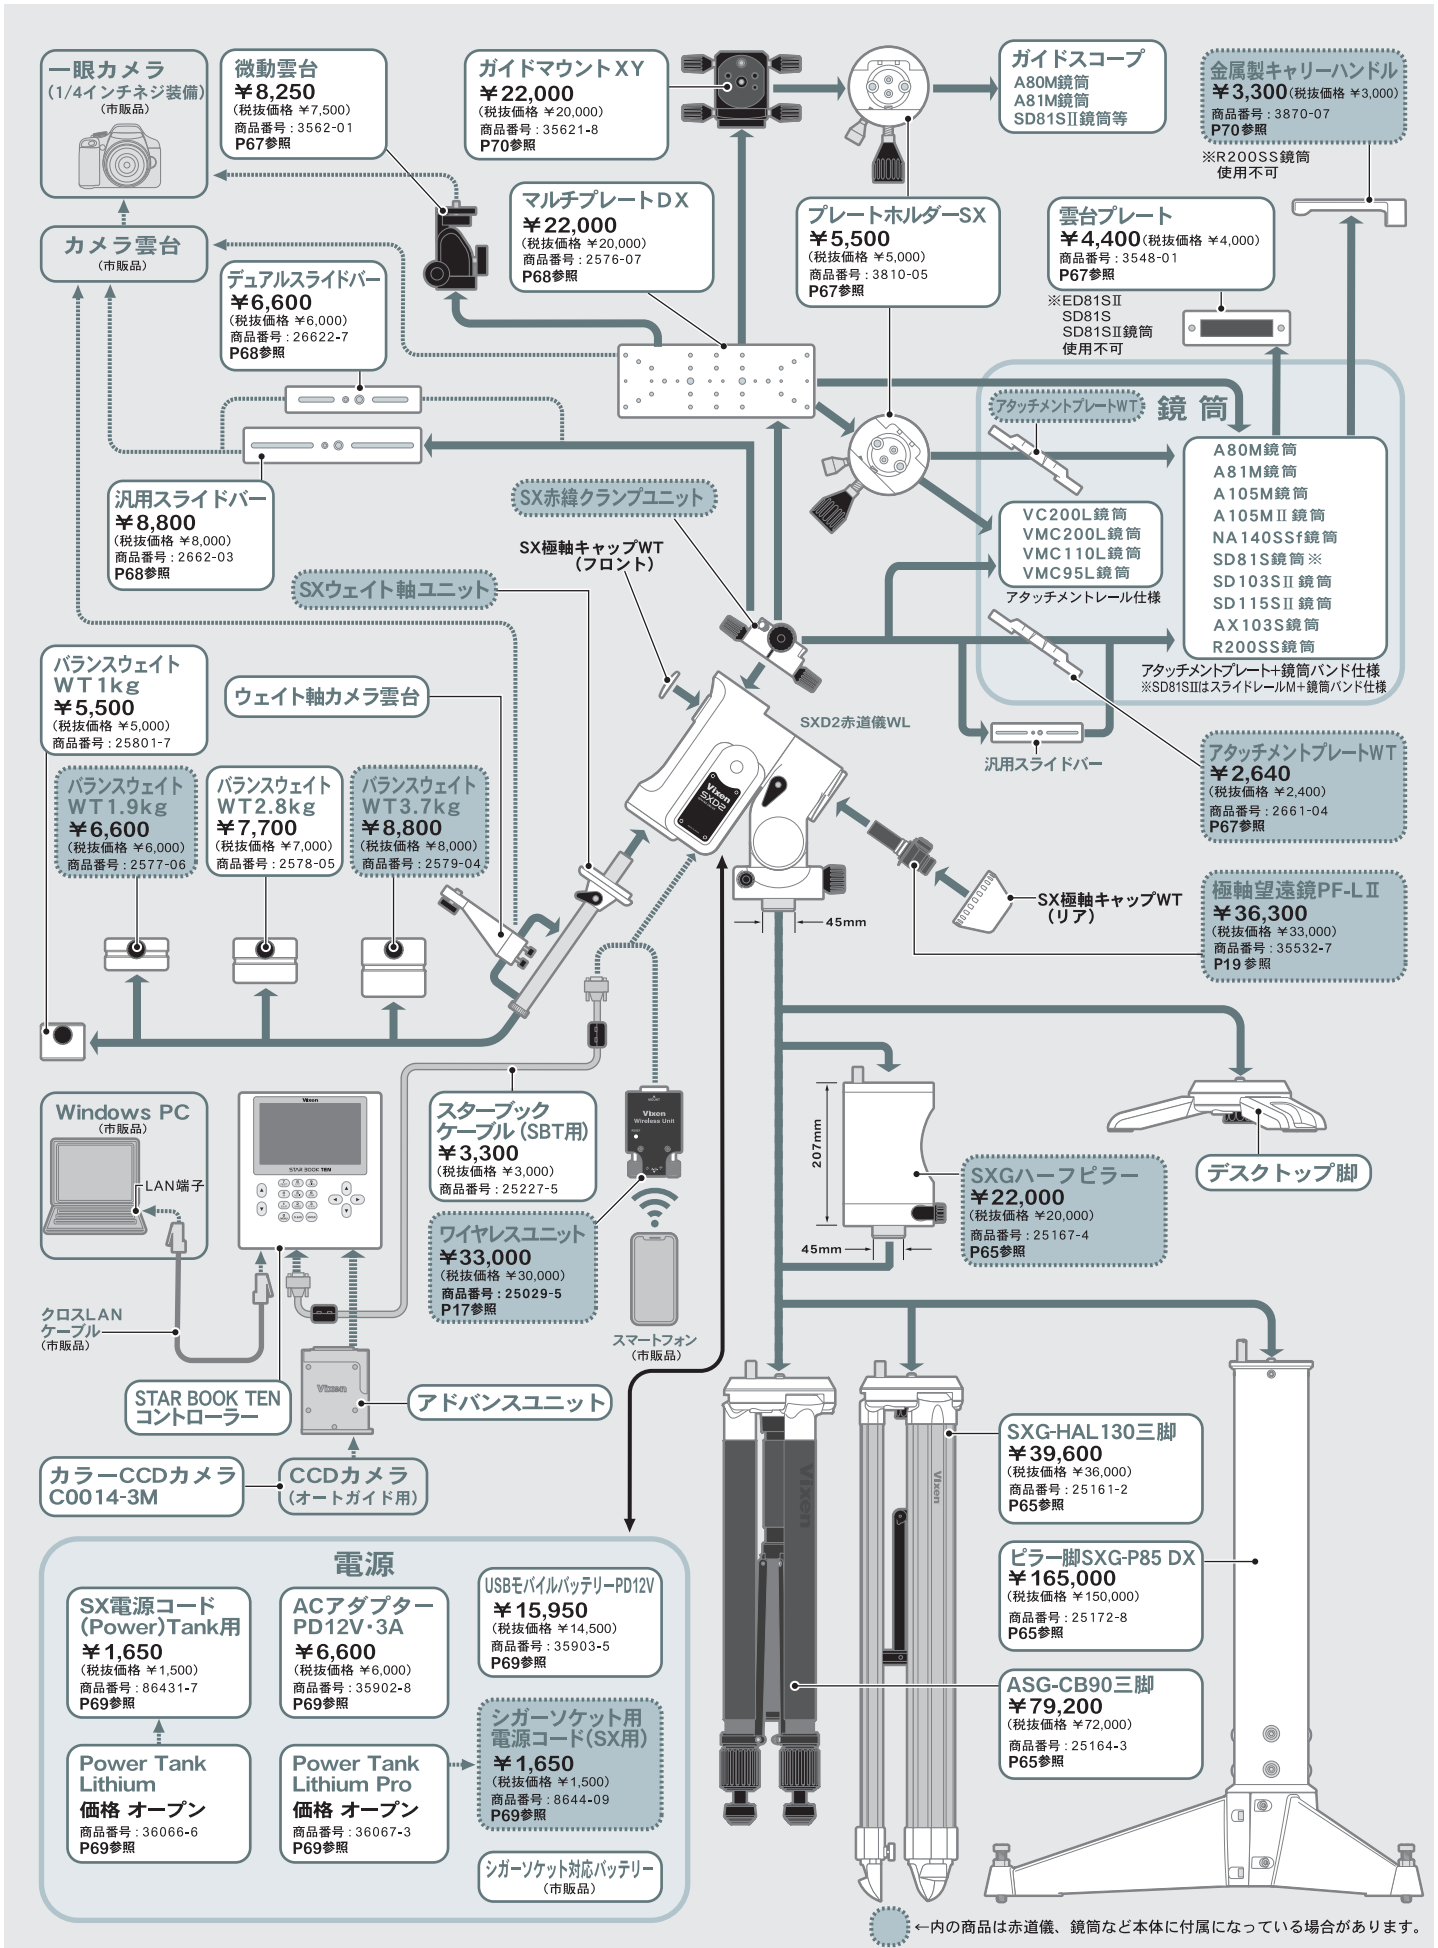 一眼カメラ
(1/4インチネジ装備)
(市販品)
微動雲台
¥8,250
(税抜価格 ¥7,500)
商品番号:3562-01
P67参照
ガイドマウントXY
¥22,000
(税抜価格 ¥20,000)
商品番号:35621-8
P70参照
ガイドスコープ
A80M鏡筒
A81M鏡筒
SD81SⅡ鏡筒等
金属製キャリーハンドル
¥3,300(税抜価格 ¥3,000)
商品番号:3870-07
P70参照
※R200SS鏡筒
使用不可
カメラ雲台
(市販品)
マルチプレートDX
¥22,000
(税抜価格 ¥20,000)
商品番号:2576-07
P68参照
プレートホルダーSX
¥5,500
(税抜価格 ¥5,000)
商品番号:3810-05
P67参照
雲台プレート
¥4,400(税抜価格 ¥4,000)
商品番号:3548-01
P67参照
※ED81SⅡ
SD81S
SD81SⅡ鏡筒
使用不可
デュアルスライドバー
¥6,600
(税抜価格 ¥6,000)
商品番号:26622-7
P68参照
アタッチメントプレートWT
鏡筒
汎用スライドバー
¥8,800
(税抜価格 ¥8,000)
商品番号:2662-03
P68参照
SX赤緯クランプユニット
SX極軸キャップWT
(フロント)
VC200L鏡筒
VMC200L鏡筒
VMC110L鏡筒
VMC95L鏡筒
アタッチメントレール仕様
A80M鏡筒
A81M鏡筒
A105M鏡筒
A105MⅡ鏡筒
NA140SSf鏡筒
SD81S鏡筒※
SD103SⅡ鏡筒
SD115SⅡ鏡筒
AX103S鏡筒
R200SS鏡筒
アタッチメントプレート+鏡筒バンド仕様
※SD81SⅡはスライドレールM+鏡筒バンド仕様
SXウェイト軸ユニット
バランスウェイト
WT1kg
¥5,500
(税抜価格 ¥5,000)
商品番号:25801-7
ウェイト軸カメラ雲台
SXD2赤道儀WL
Vixen
SXD2
汎用スライドバー
アタッチメントプレートWT
¥2,640
(税抜価格 ¥2,400)
商品番号:2661-04
P67参照
バランスウェイト
WT1.9kg
¥6,600
(税抜価格 ¥6,000)
商品番号:2577-06
バランスウェイト
WT2.8kg
¥7,700
(税抜価格 ¥7,000)
商品番号:2578-05
バランスウェイト
WT3.7kg
¥8,800
(税抜価格 ¥8,000)
商品番号:2579-04
45mm
SX極軸キャップWT
(リア)
極軸望遠鏡PF-LⅡ
¥36,300
(税抜価格 ¥33,000)
商品番号:35532-7
P19参照
Windows PC
(市販品)
LAN端子
Vixen
STAR BOOK TEN
スターブック
ケーブル(SBT用)
¥3,300
(税抜価格 ¥3,000)
商品番号:25227-5
Vixen
Wireless Unit
ワイヤレスユニット
¥33,000
(税抜価格 ¥30,000)
商品番号:25029-5
P17参照
スマートフォン
(市販品)
207mm
45mm
SXGハーフピラー
¥22,000
(税抜価格 ¥20,000)
商品番号:25167-4
P65参照
デスクトップ脚
クロスLAN
ケーブル
(市販品)
STAR BOOK TEN
コントローラー
Vixen
アドバンスユニット
カラーCCDカメラ
C0014-3M
CCDカメラ
(オートガイド用)
Vixen
Vixen
SXG-HAL130三脚
¥39,600
(税抜価格 ¥36,000)
商品番号:25161-2
P65参照
ピラー脚SXG-P85 DX
¥165,000
(税抜価格 ¥150,000)
商品番号:25172-8
P65参照
ASG-CB90三脚
¥79,200
(税抜価格 ¥72,000)
商品番号:25164-3
P65参照
電源
SX電源コード
(Power)Tank用
¥1,650
(税抜価格 ¥1,500)
商品番号:86431-7
P69参照
ACアダプター
PD12V・3A
¥6,600
(税抜価格 ¥6,000)
商品番号:35902-8
P69参照
USBモバイルバッテリーPD12V
¥15,950
(税抜価格 ¥14,500)
商品番号:35903-5
P69参照
シガーソケット用
電源コード(SX用)
¥1,650
(税抜価格 ¥1,500)
商品番号:8644-09
P69参照
Power Tank
Lithium
価格 オープン
商品番号:36066-6
P69参照
Power Tank
Lithium Pro
価格 オープン
商品番号:36067-3
P69参照
シガーソケット対応バッテリー
(市販品)
←内の商品は赤道儀、鏡筒など本体に付属になっている場合があります。